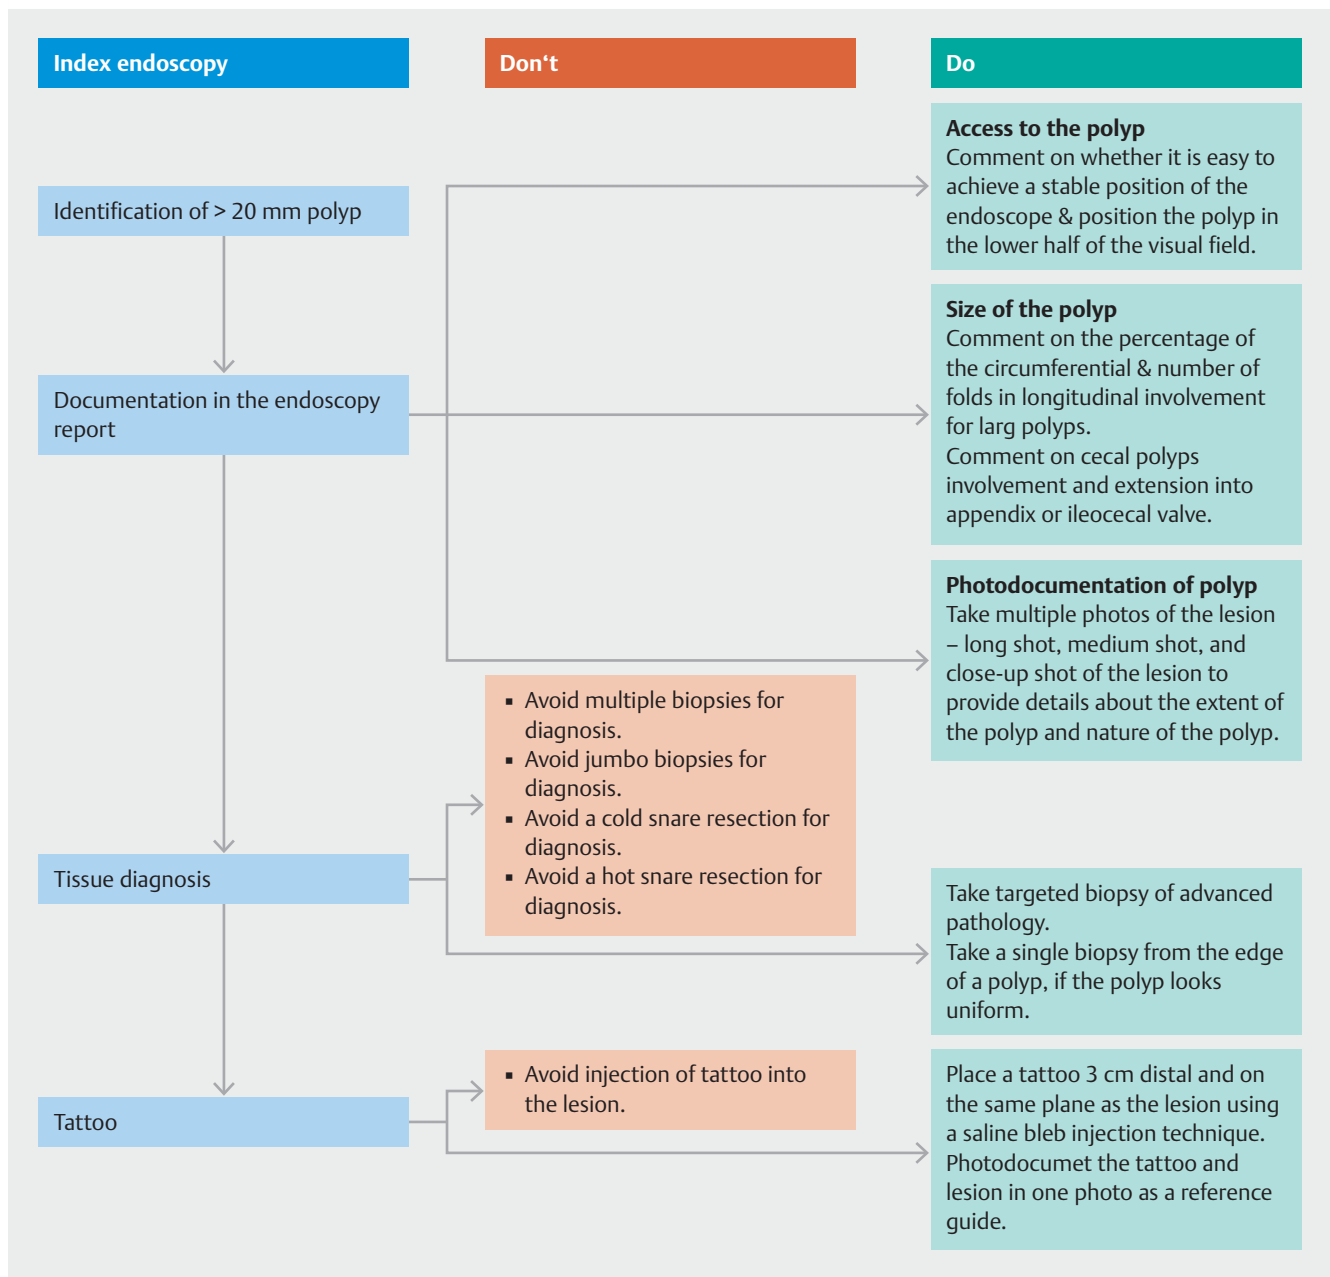 Index endoscopy
Don‘t
Do
Identification of > 20 mm polyp
Access to the polyp
Comment on whether it is easy to
achieve a stable position of the
endoscope & position the polyp in
the lower half of the visual field.
Documentation in the endoscopy
report
Size of the polyp
Comment on the percentage of
the circumferential & number of
folds in longitudinal involvement
for larg polyps.
Comment on cecal polyps
involvement and extension into
appendix or ileocecal valve.
Photodocumentation of polyp
Take multiple photos of the lesion
– long shot, medium shot, and
close-up shot of the lesion to
provide details about the extent of
the polyp and nature of the polyp.
Tissue diagnosis
▪ Avoid multiple biopsies for
diagnosis.
▪ Avoid jumbo biopsies for
diagnosis.
▪ Avoid a cold snare resection for
diagnosis.
▪ Avoid a hot snare resection for
diagnosis.
Take targeted biopsy of advanced
pathology.
Take a single biopsy from the edge
of a polyp, if the polyp looks
uniform.
Tattoo
▪ Avoid injection of tattoo into
the lesion.
Place a tattoo 3 cm distal and on
the same plane as the lesion using
a saline bleb injection technique.
Photodocumet the tattoo and
lesion in one photo as a reference
guide.